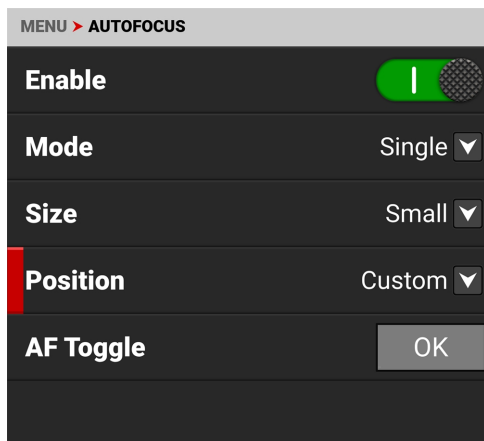 MENU ➤ AUTOFOCUS
Enable
Mode Single
Size Small
Position Custom
AF Toggle OK